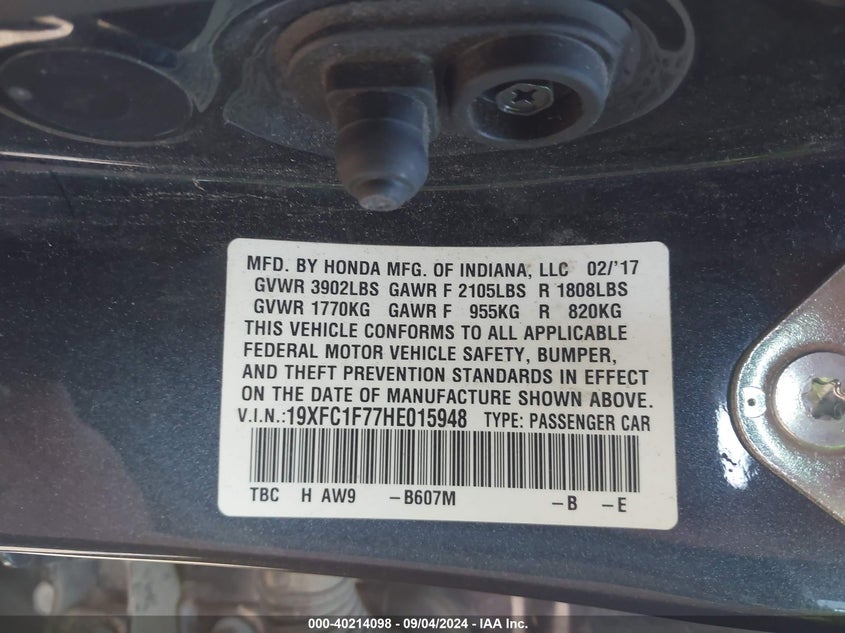 MFD. BY HONDA MFG. OF INDIANA, LLC 02/'17
GVWR 3902LBS GAWR F 2105LBS R 1808LBS
GVWR 1770KG GAWR F 955KG R 820KG
THIS VEHICLE CONFORMS TO ALL APPLICABLE
FEDERAL MOTOR VEHICLE SAFETY, BUMPER,
AND THEFT PREVENTION STANDARDS IN EFFECT
ON THE DATE OF MANUFACTURE SHOWN ABOVE.
V.I.N.:19XFC1F77HE015948 TYPE: PASSENGER CAR
TBC H AW9 –B607M –B –E
000-40214098 - 09/04/2024 - IAA Inc.